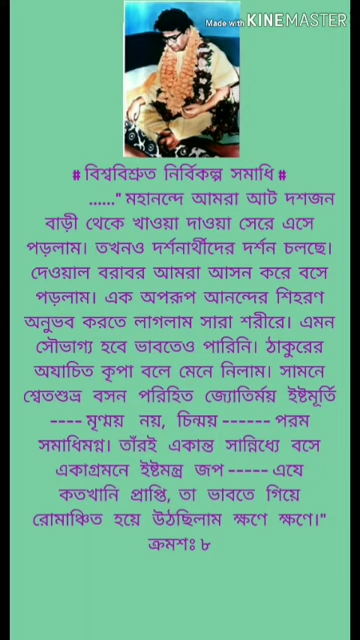 Made with KINEMASTER
# বিশ্ববিশ্রুত নির্বিকল্প সমাধি #
......" মহানন্দে আমরা আট দশজন
বাড়ী থেকে খাওয়া দাওয়া সেরে এসে
পড়লাম। তখনও দর্শনার্থীদের দর্শন চলছে।
দেওয়াল বরাবর আমরা আসন করে বসে
পড়লাম। এক অপরূপ আনন্দের শিহরণ
অনুভব করতে লাগলাম সারা শরীরে। এমন
সৌভাগ্য হবে ভাবতেও পারিনি। ঠাকুরের
অযাচিত কৃপা বলে মেনে নিলাম। সামনে
শ্বেতশুভ্র বসন পরিহিত জ্যোতির্ময় ইষ্টমূর্তি
---- মৃণ্ময় নয়, চিন্ময় ------ পরম
সমাধিমগ্ন। তাঁরই একান্ত সান্নিধ্যে বসে
একাগ্রমনে ইষ্টমন্ত্র জপ ----- এযে
কতখানি প্রাপ্তি, তা ভাবতে গিয়ে
রোমাঞ্চিত হয়ে উঠছিলাম ক্ষণে ক্ষণে।"
ক্রমশঃ ৮